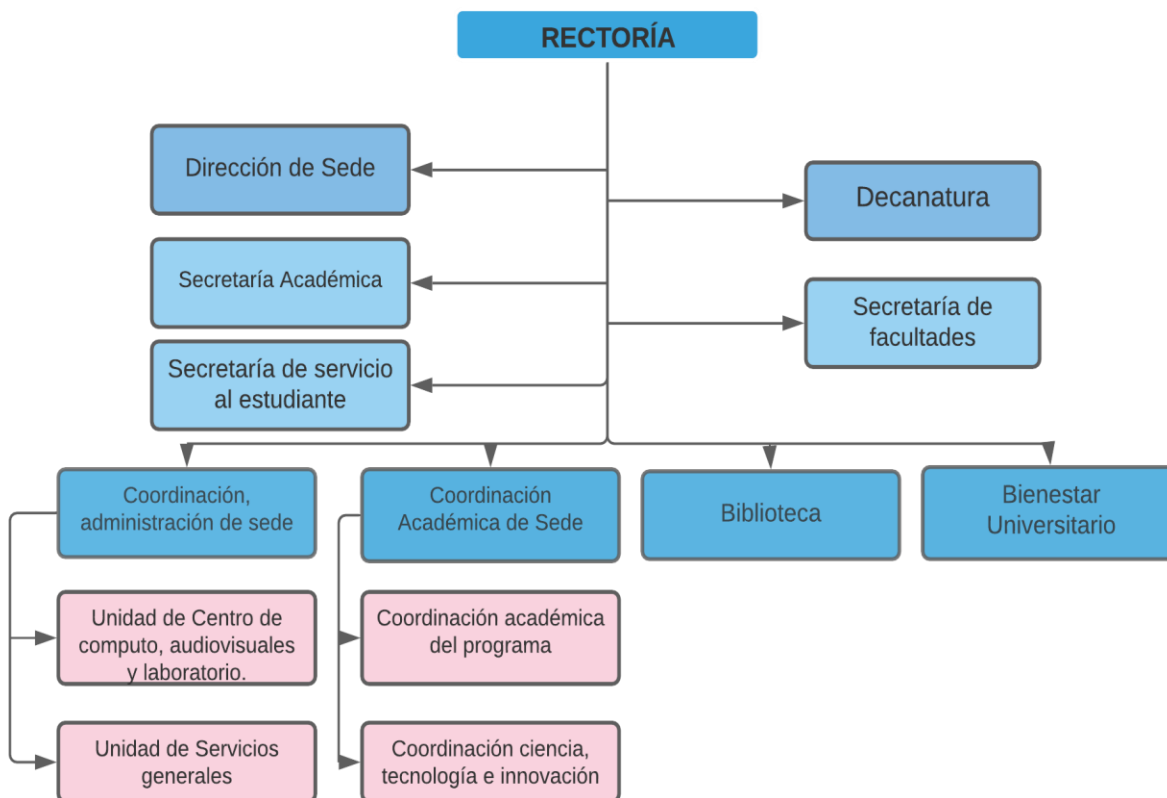 RECTORÍA
Dirección de Sede
Decanatura
Secretaría Académica
Secretaría de
facultades
Secretaría de servicio
al estudiante
Coordinación,
administración de sede
Coordinación
Académica de Sede
Biblioteca
Bienestar
Universitario
Unidad de Centro de
computo, audiovisuales
y laboratorio.
Coordinación académica
del programa
Unidad de Servicios
generales
Coordinación ciencia,
tecnología e innovación